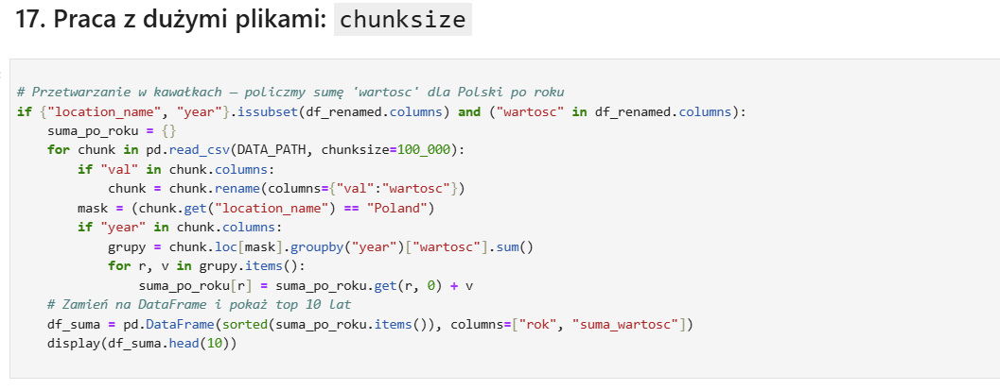 17. Praca z dużymi plikami: chunksize
# Przetwarzanie w kawałkach — policzmy sumę 'wartosc' dla Polski po roku
if {"location_name", "year"}.issubset(df_renamed.columns) and ("wartosc" in df_renamed.columns):
    suma_po_roku = {}
    for chunk in pd.read_csv(DATA_PATH, chunksize=100_000):
        if "val" in chunk.columns:
            chunk = chunk.rename(columns={"val":"wartosc"})
        mask = (chunk.get("location_name") == "Poland")
        if "year" in chunk.columns:
            grupy = chunk.loc[mask].groupby("year")["wartosc"].sum()
            for r, v in grupy.items():
                suma_po_roku[r] = suma_po_roku.get(r, 0) + v
    # Zamień na DataFrame i pokaż top 10 lat
    df_suma = pd.DataFrame(sorted(suma_po_roku.items()), columns=["rok", "suma_wartosc"])
    display(df_suma.head(10))